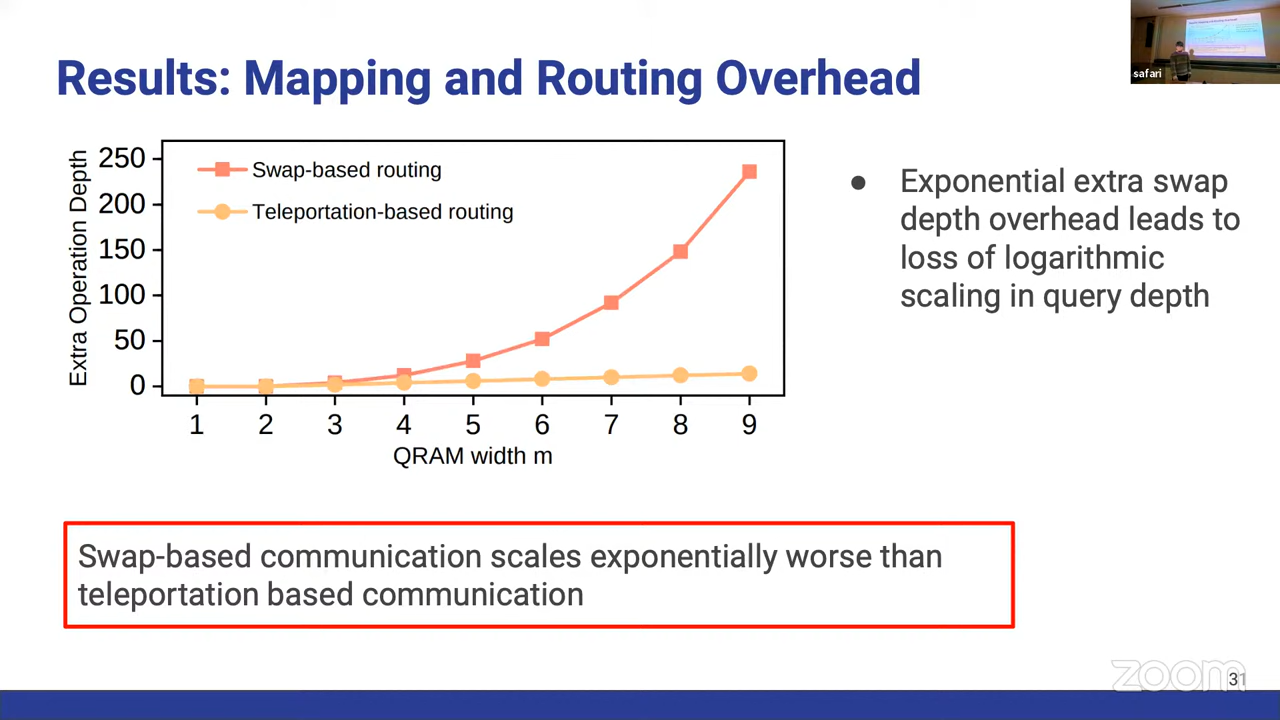 Results: Mapping and Routing Overhead
safari
250
200
150
100
50
0
Extra Operation Depth
Swap-based routing
Teleportation-based routing
1 2 3 4 5 6 7 8 9
QRAM width m
● Exponential extra swap
depth overhead leads to
loss of logarithmic
scaling in query depth
Swap-based communication scales exponentially worse than
teleportation based communication
zoom
31